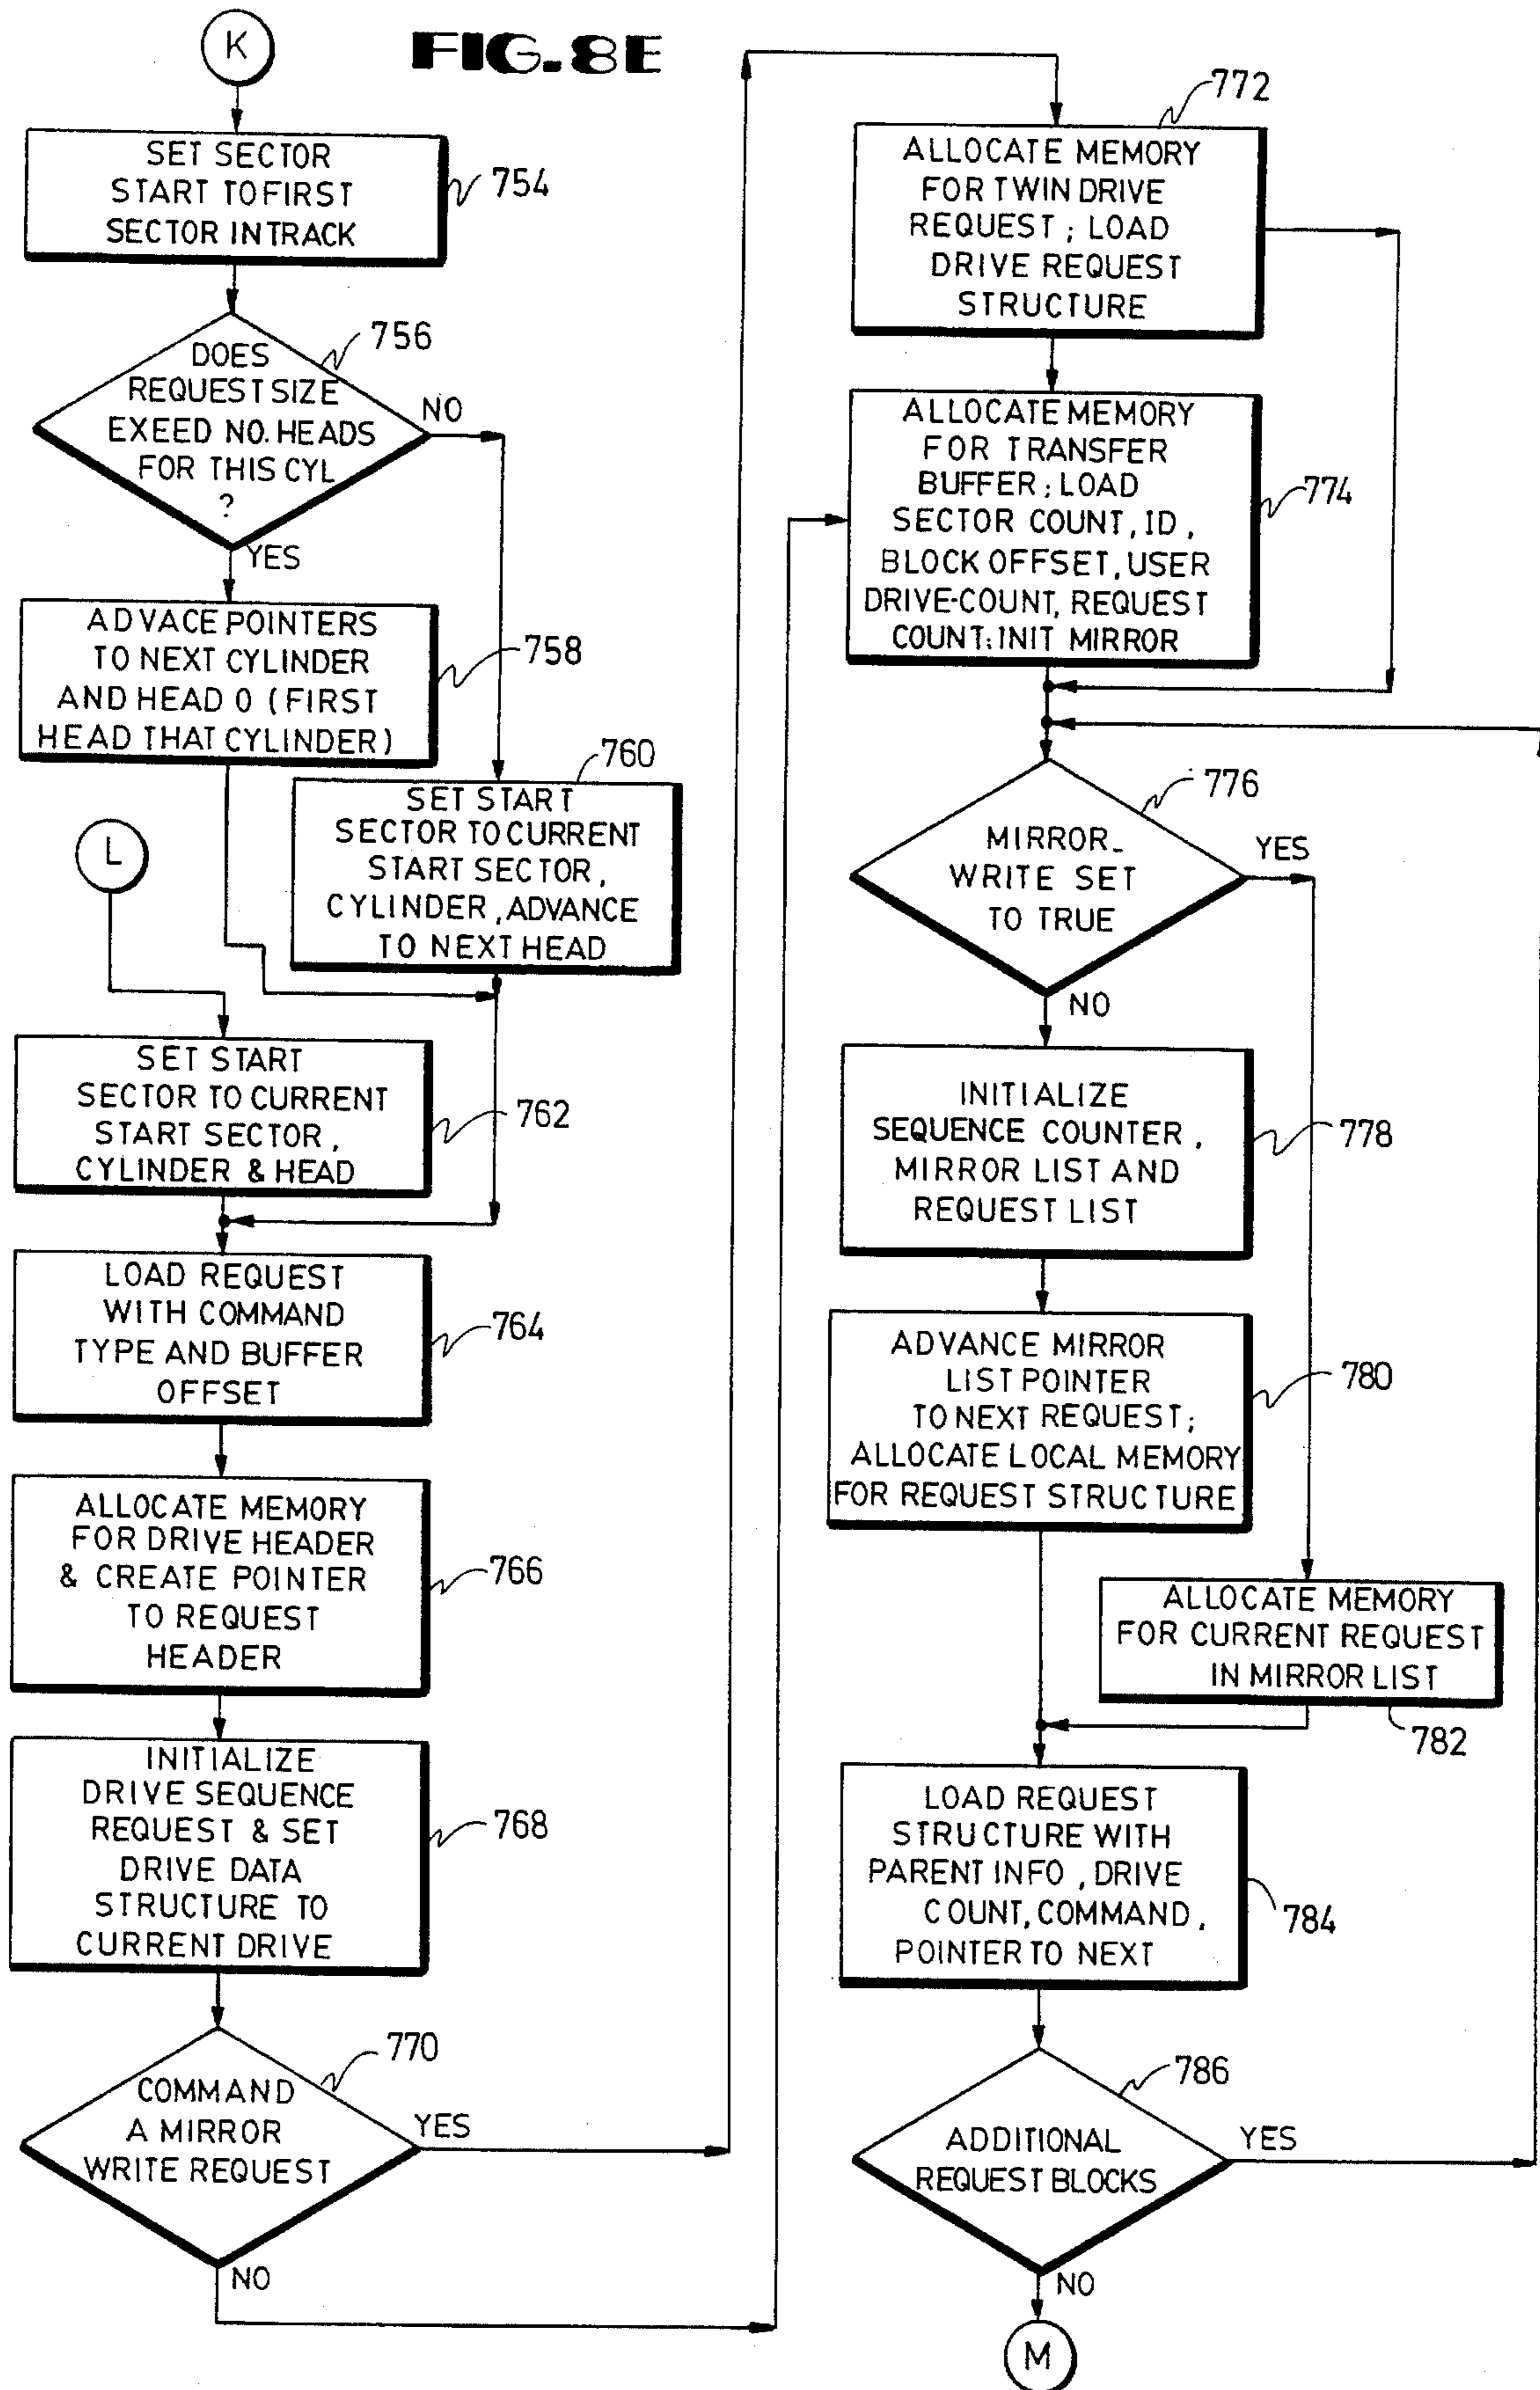 K
FIG. 8E
SET SECTOR
START TO FIRST
SECTOR IN TRACK
754
DOES
REQUEST SIZE
EXEED NO. HEADS
FOR THIS CYL
?
756
NO
YES
ADVACE POINTERS
TO NEXT CYLINDER
AND HEAD 0 (FIRST
HEAD THAT CYLINDER)
758
760
SET START
SECTOR TO CURRENT
START SECTOR,
CYLINDER, ADVANCE
TO NEXT HEAD
L
SET START
SECTOR TO CURRENT
START SECTOR,
CYLINDER & HEAD
762
LOAD REQUEST
WITH COMMAND
TYPE AND BUFFER
OFFSET
764
ALLOCATE MEMORY
FOR DRIVE HEADER
& CREATE POINTER
TO REQUEST
HEADER
766
INITIALIZE
DRIVE SEQUENCE
REQUEST & SET
DRIVE DATA
STRUCTURE TO
CURRENT DRIVE
768
770
COMMAND
A MIRROR
WRITE REQUEST
YES
NO
772
ALLOCATE MEMORY
FOR TWIN DRIVE
REQUEST; LOAD
DRIVE REQUEST
STRUCTURE
ALLOCATE MEMORY
FOR TRANSFER
BUFFER; LOAD
SECTOR COUNT, ID,
BLOCK OFFSET, USER
DRIVE-COUNT, REQUEST
COUNT; INIT MIRROR
774
776
MIRROR_
WRITE SET
TO TRUE
YES
NO
INITIALIZE
SEQUENCE COUNTER,
MIRROR LIST AND
REQUEST LIST
778
ADVANCE MIRROR
LIST POINTER
TO NEXT REQUEST;
ALLOCATE LOCAL MEMORY
FOR REQUEST STRUCTURE
780
ALLOCATE MEMORY
FOR CURRENT REQUEST
IN MIRROR LIST
782
LOAD REQUEST
STRUCTURE WITH
PARENT INFO, DRIVE
COUNT, COMMAND,
POINTER TO NEXT
784
786
ADDITIONAL
REQUEST BLOCKS
YES
NO
M